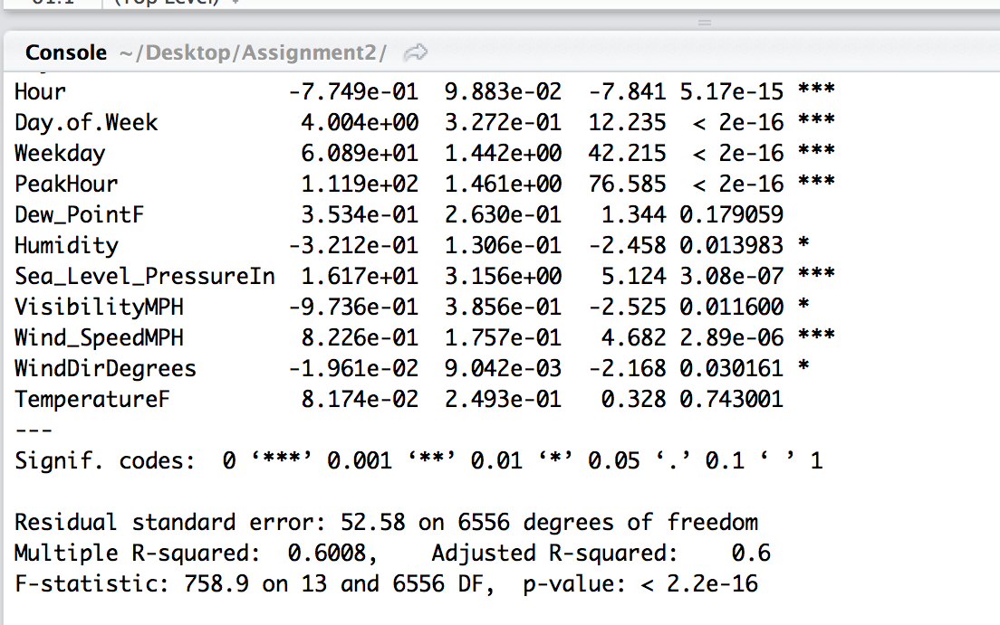 (Top Level)
Console ~/Desktop/Assignment2/
Hour -7.749e-01 9.883e-02 -7.841 5.17e-15 ***
Day.of.Week 4.004e+00 3.272e-01 12.235 < 2e-16 ***
Weekday 6.089e+01 1.442e+00 42.215 < 2e-16 ***
PeakHour 1.119e+02 1.461e+00 76.585 < 2e-16 ***
Dew_PointF 3.534e-01 2.630e-01 1.344 0.179059
Humidity -3.212e-01 1.306e-01 -2.458 0.013983 *
Sea_Level_PressureIn 1.617e+01 3.156e+00 5.124 3.08e-07 ***
VisibilityMPH -9.736e-01 3.856e-01 -2.525 0.011600 *
Wind_SpeedMPH 8.226e-01 1.757e-01 4.682 2.89e-06 ***
WindDirDegrees -1.961e-02 9.042e-03 -2.168 0.030161 *
TemperatureF 8.174e-02 2.493e-01 0.328 0.743001
---
Signif. codes: 0 ‘***’ 0.001 ‘**’ 0.01 ‘*’ 0.05 ‘.’ 0.1 ‘ ’ 1
Residual standard error: 52.58 on 6556 degrees of freedom
Multiple R-squared: 0.6008, Adjusted R-squared: 0.6
F-statistic: 758.9 on 13 and 6556 DF, p-value: < 2.2e-16